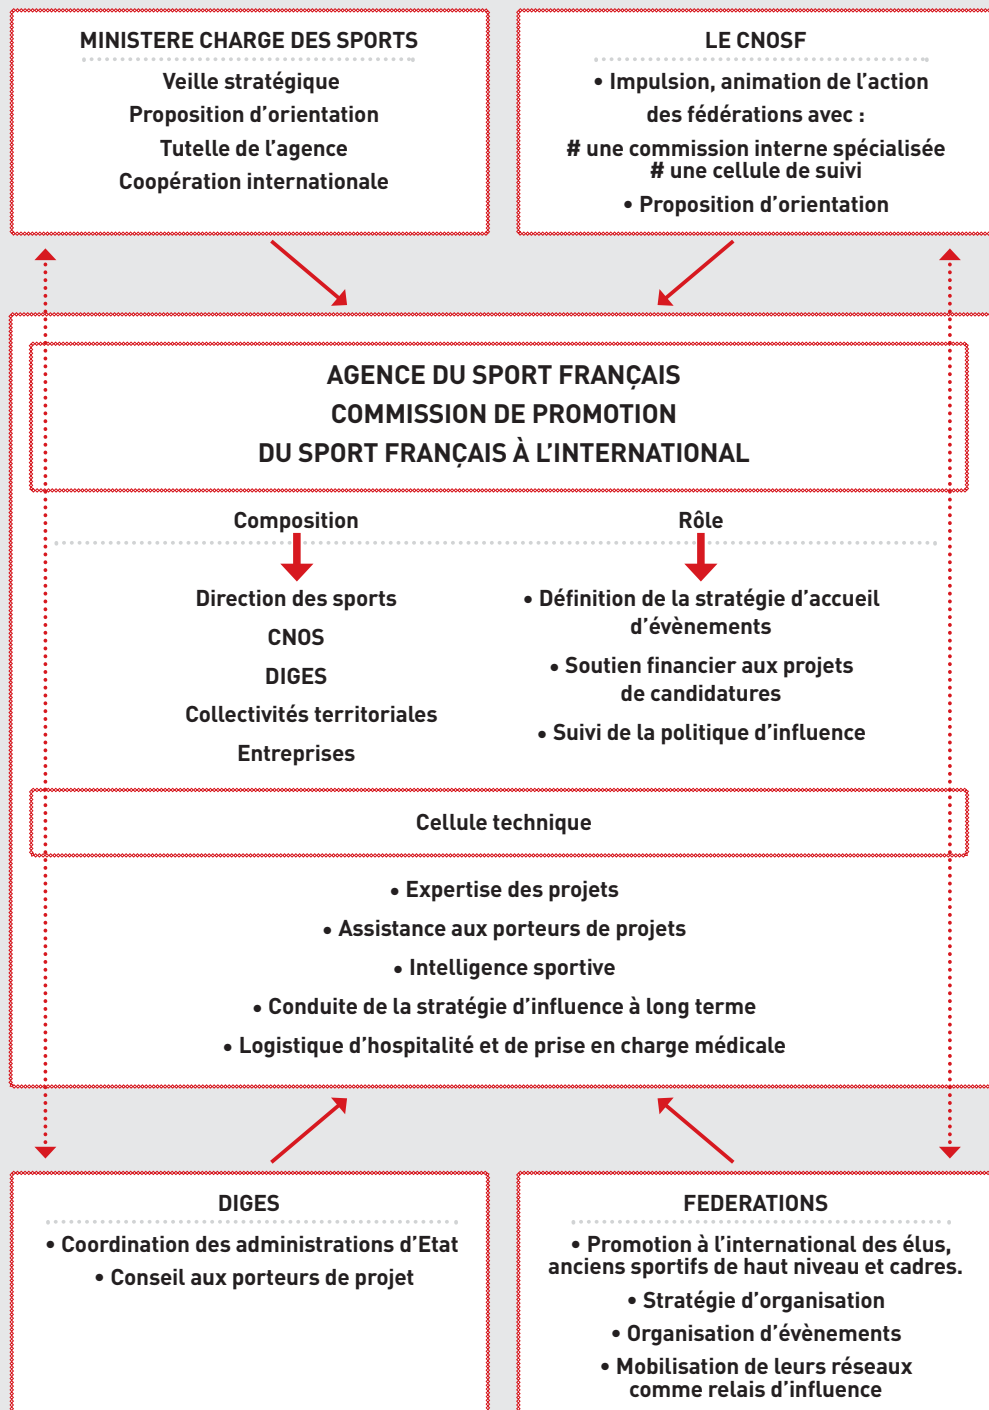 MINISTERE CHARGE DES SPORTS
Veille stratégique
Proposition d'orientation
Tutelle de l'agence
Coopération internationale
LE CNOSF
• Impulsion, animation de l'action
des fédérations avec :
# une commission interne spécialisée
# une cellule de suivi
• Proposition d'orientation
AGENCE DU SPORT FRANÇAIS
COMMISSION DE PROMOTION
DU SPORT FRANÇAIS À L'INTERNATIONAL
Composition
Direction des sports
CNOS
DIGES
Collectivités territoriales
Entreprises
Rôle
• Définition de la stratégie d'accueil
d'évènements
• Soutien financier aux projets
de candidatures
• Suivi de la politique d'influence
Cellule technique
• Expertise des projets
• Assistance aux porteurs de projets
• Intelligence sportive
• Conduite de la stratégie d'influence à long terme
• Logistique d'hospitalité et de prise en charge médicale
DIGES
• Coordination des administrations d'Etat
• Conseil aux porteurs de projet
FEDERATIONS
• Promotion à l'international des élus,
anciens sportifs de haut niveau et cadres.
• Stratégie d'organisation
• Organisation d'évènements
• Mobilisation de leurs réseaux
comme relais d'influence